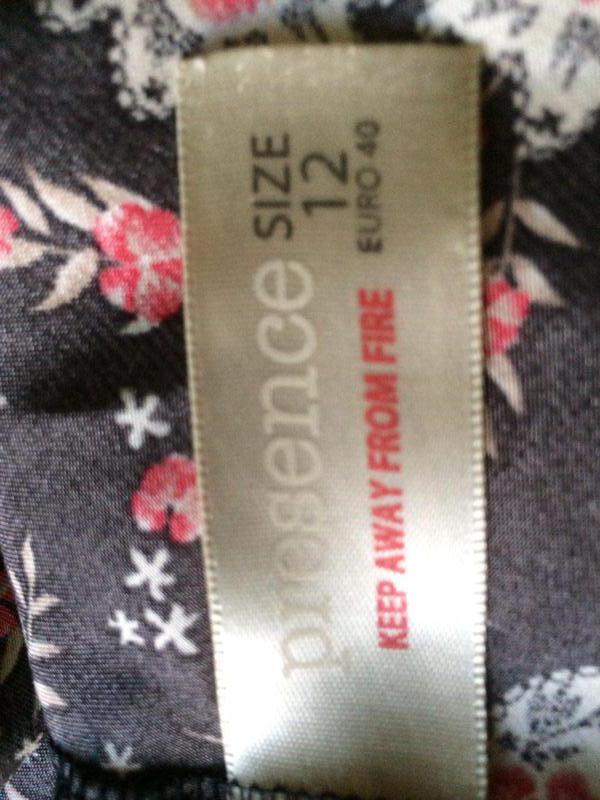 presence
SIZE
12
EURO 40
KEEP AWAY FROM FIRE